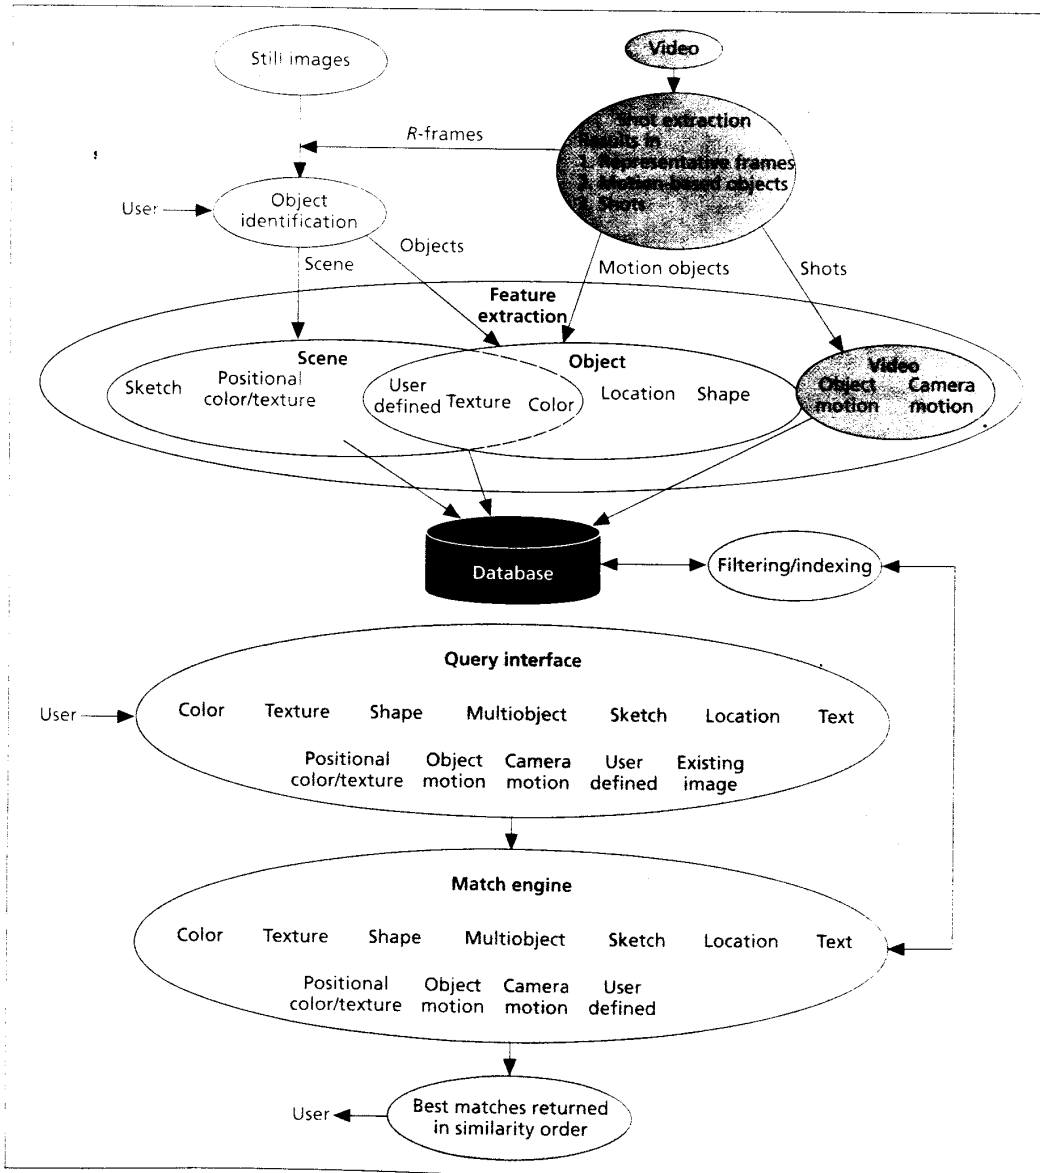 Still images
Video
Shot extraction
Results in
1. Representative frames
2. Motion-based objects
3. Shots
R-frames
User
Object
identification
Objects
Scene
Motion objects
Shots
Feature
extraction
Scene
Sketch
Positional
color/texture
User
defined
Texture
Color
Object
Location
Shape
Video
Object
motion
Camera
motion
Database
Filtering/indexing
Query interface
User
Color Texture Shape Multiobject Sketch Location Text
Positional
color/texture
Object
motion
Camera
motion
User
defined
Existing
image
Match engine
Color Texture Shape Multiobject Sketch Location Text
Positional
color/texture
Object
motion
Camera
motion
User
defined
Best matches returned
in similarity order
User